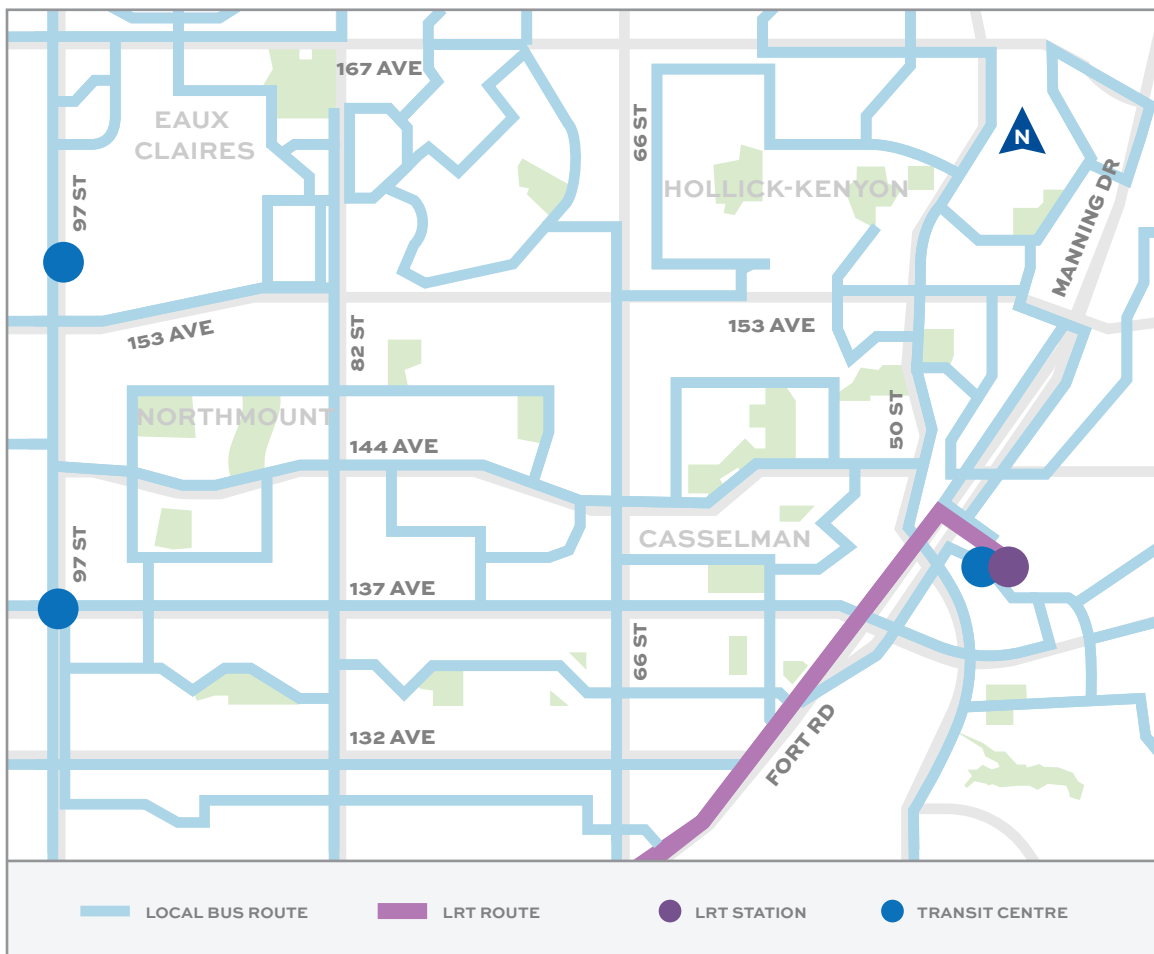 167 AVE
EAUX
CLAIRES
66 ST
N
97 ST
HOLLICK-KENYON
MANNING DR
153 AVE
82 ST
153 AVE
NORTHMOUNT
144 AVE
50 ST
97 ST
CASSELMAN
137 AVE
66 ST
132 AVE
FORT RD
LOCAL BUS ROUTE
LRT ROUTE
LRT STATION
TRANSIT CENTRE